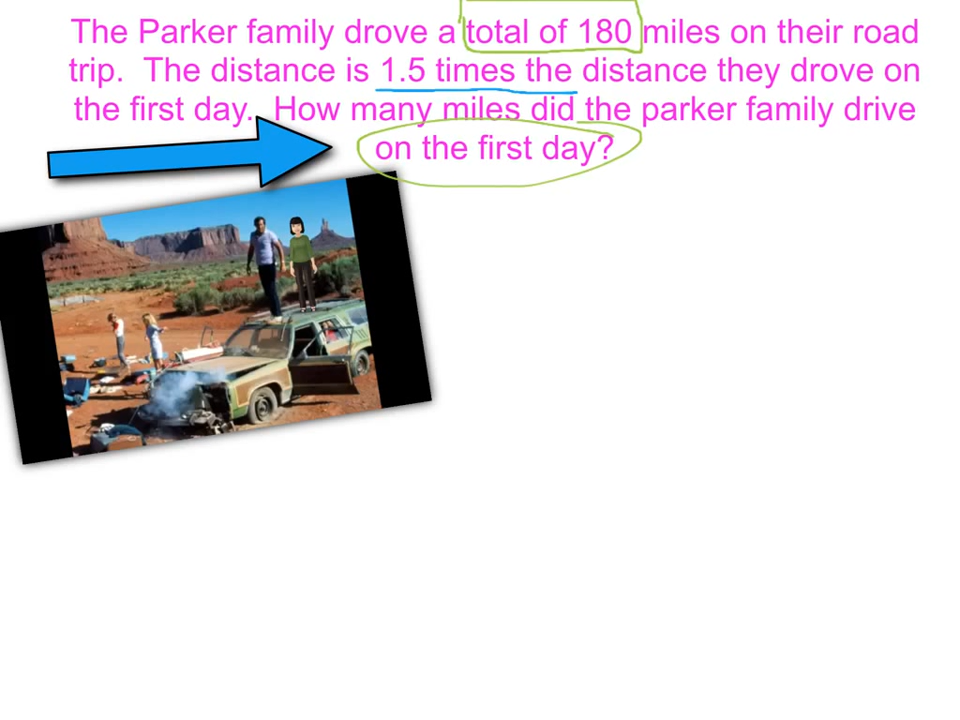 The Parker family drove a total of 180 miles on their road
trip. The distance is 1.5 times the distance they drove on
the first day. How many miles did the parker family drive
on the first day?